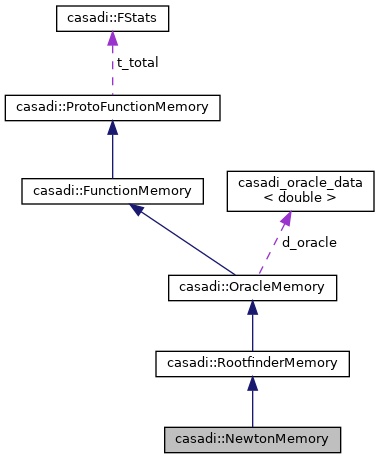 casadi::FStats
t_total
casadi::ProtoFunctionMemory
casadi::FunctionMemory
casadi_oracle_data
< double >
d_oracle
casadi::OracleMemory
casadi::RootfinderMemory
casadi::NewtonMemory